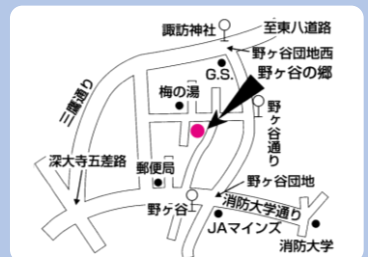 諏訪神社
至東八道路
野ヶ谷団地西
G.S.
野ヶ谷の郷
梅の湯
三鷹通り
野ヶ谷通り
深大寺五差路
郵便局
野ヶ谷団地
野ヶ谷
消防大学通り
JAマインズ
消防大学